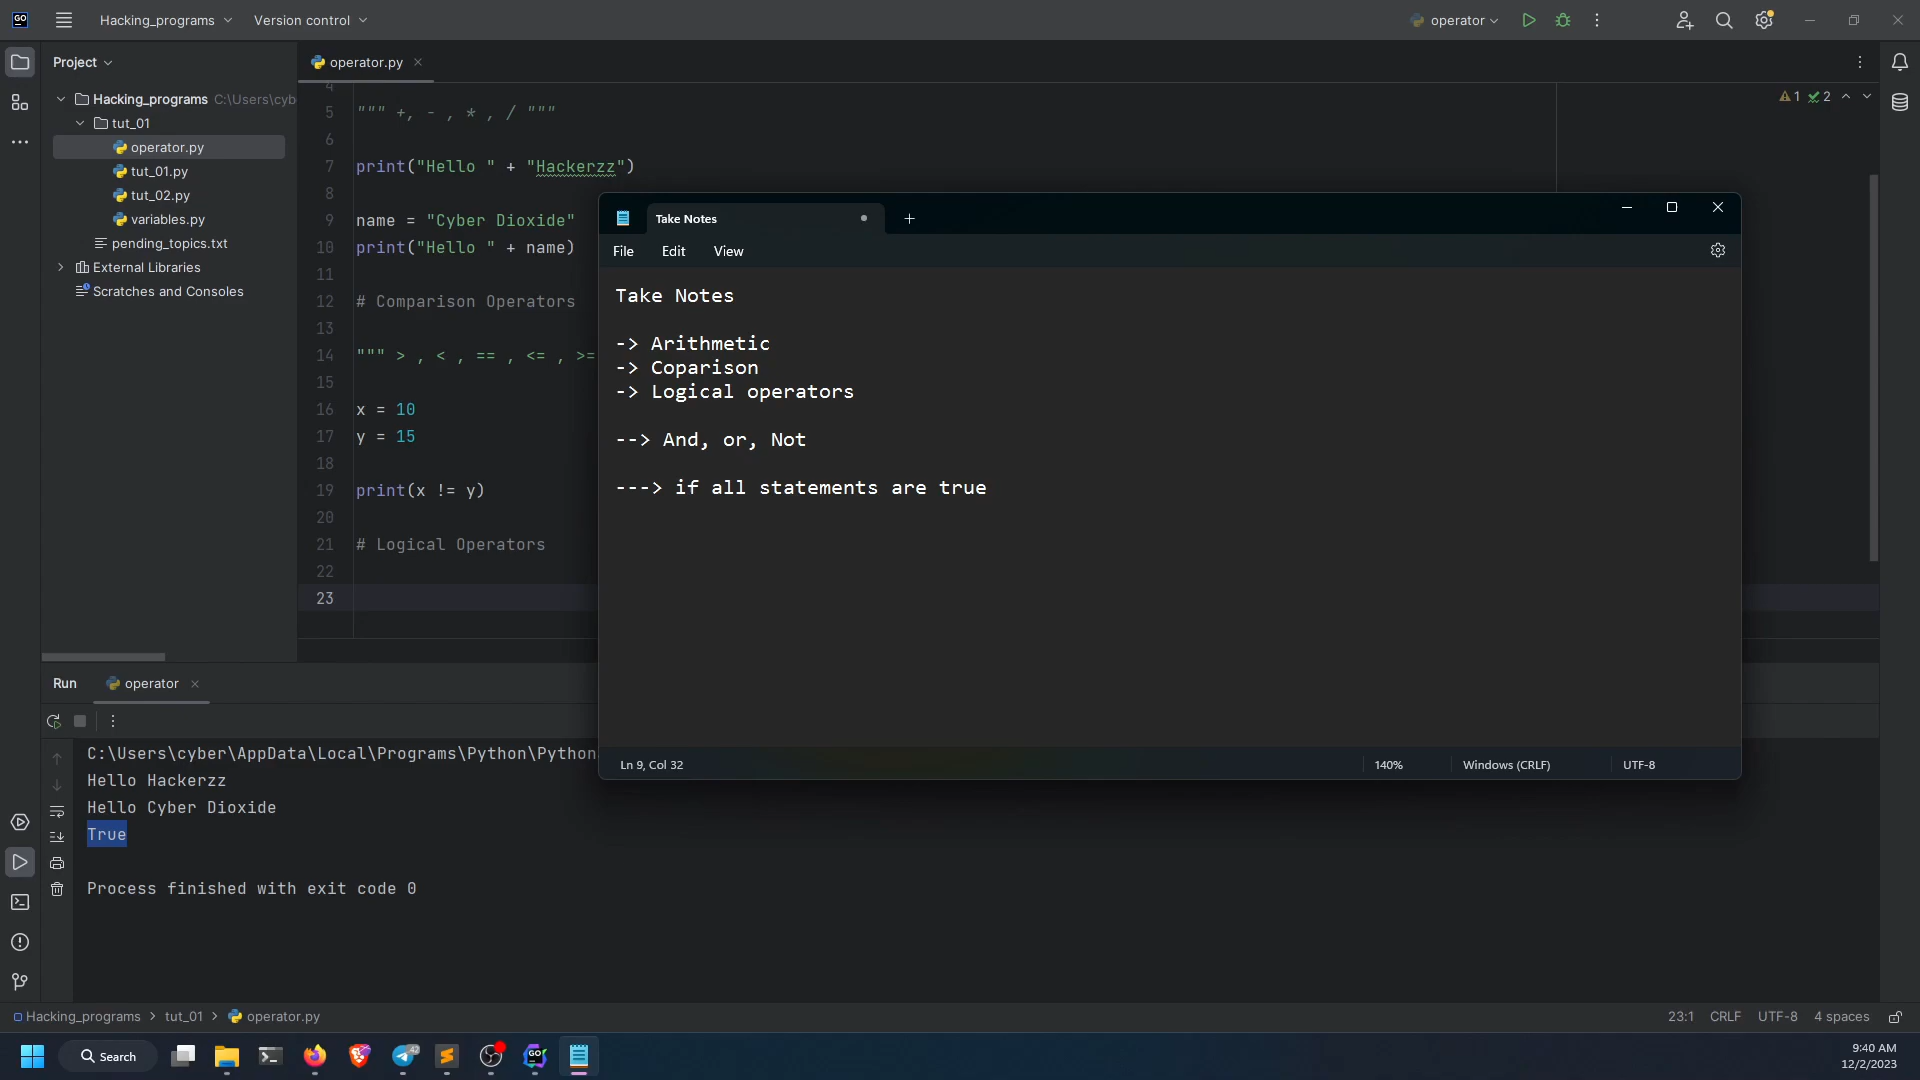 GO
Hacking_programs
Version control
operator
Project
operator.py
Hacking_programs C:\Users\cyb
tut_01
operator.py
tut_01.py
tut_02.py
variables.py
pending_topics.txt
External Libraries
Scratches and Consoles
1 2
4
5 """ +, - , * , / """
6
7 print("Hello " + "Hackerzz")
8
9 name = "Cyber Dioxide"
10 print("Hello " + name)
11
12 # Comparison Operators
13
14 """ > , < , == , <= , >=
15
16 x = 10
17 y = 15
18
19 print(x != y)
20
21 # Logical Operators
22
23
Take Notes
File Edit View
Take Notes
-> Arithmetic
-> Coparison
-> Logical operators
--> And, or, Not
---> if all statements are true
Ln 9, Col 32
140%
Windows (CRLF)
UTF-8
Run
operator
C:\Users\cyber\AppData\Local\Programs\Python\Python
Hello Hackerzz
Hello Cyber Dioxide
True
Process finished with exit code 0
Hacking_programs > tut_01 > operator.py
23:1 CRLF UTF-8 4 spaces
Search
42
GO
9:40 AM
12/2/2023